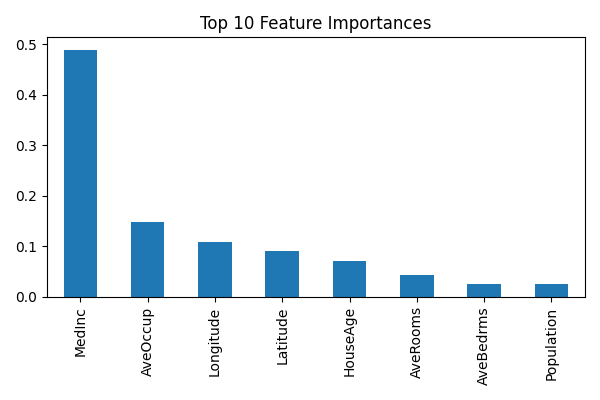 Top 10 Feature Importances
0.5
0.4
0.3
0.2
0.1
0.0
MedInc
AveOccup
Longitude
Latitude
HouseAge
AveRooms
AveBedrms
Population